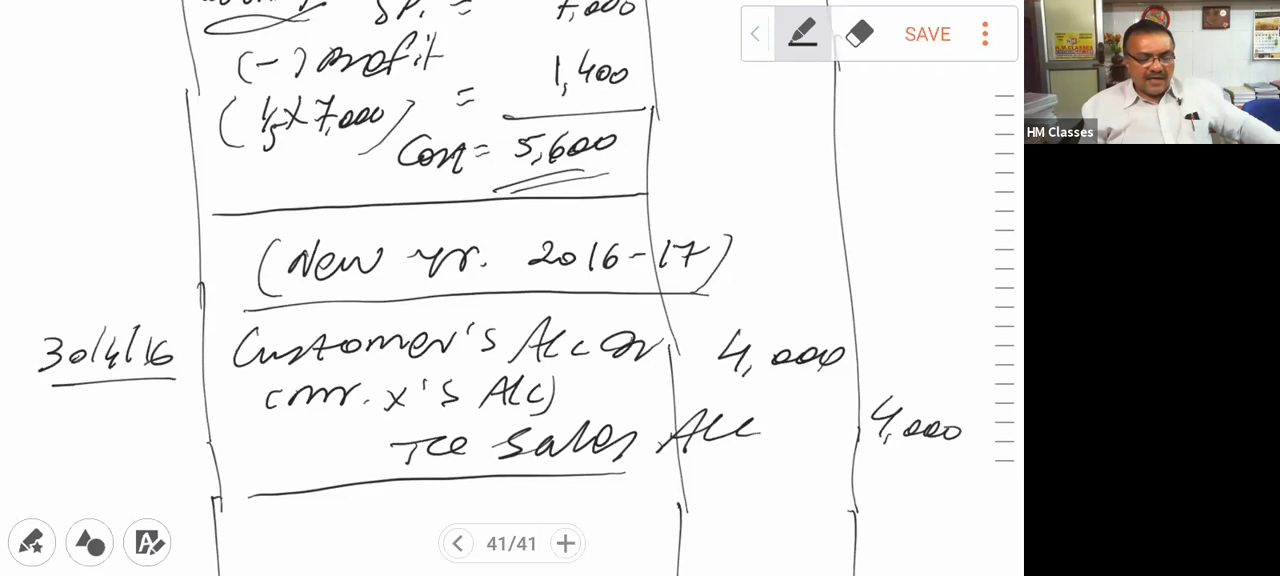 SP. = 7,000
(-) Profit 1,400
(1/5 X 7,000) =
Cost = 5,600
(New yr. 2016-17)
30/4/16 Customer's A/c Dr 4,000
(mr. X's A/c)
To Sales A/c 4,000
SAVE
HM Classes
41/41